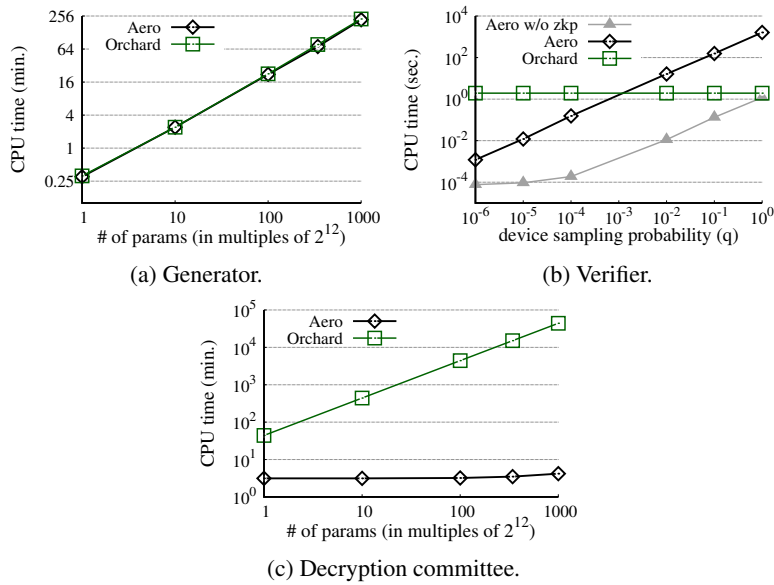 256
64
16
4
1
0.25
CPU time (min.)
Aero
Orchard
1 10 100 1000
# of params (in multiples of 2^12)
(a) Generator.
10^4
10^2
10^0
10^-2
10^-4
CPU time (sec.)
Aero w/o zkp
Aero
Orchard
10^-6 10^-5 10^-4 10^-3 10^-2 10^-1 10^0
device sampling probability (q)
(b) Verifier.
10^5
10^4
10^3
10^2
10^1
10^0
CPU time (min.)
Aero
Orchard
1 10 100 1000
# of params (in multiples of 2^12)
(c) Decryption committee.